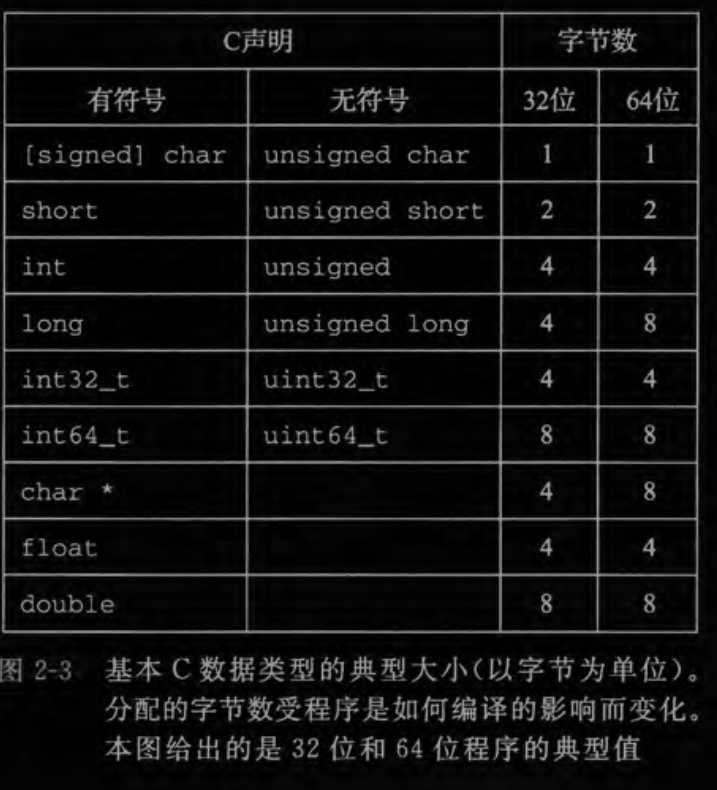 C声明 字节数
有符号 无符号 32位 64位
[signed] char unsigned char 1 1
short unsigned short 2 2
int unsigned 4 4
long unsigned long 4 8
int32_t uint32_t 4 4
int64_t uint64_t 8 8
char * 4 8
float 4 4
double 8 8
图 2-3 基本 C 数据类型的典型大小(以字节为单位)。
分配的字节数受程序是如何编译的影响而变化。
本图给出的是 32 位和 64 位程序的典型值